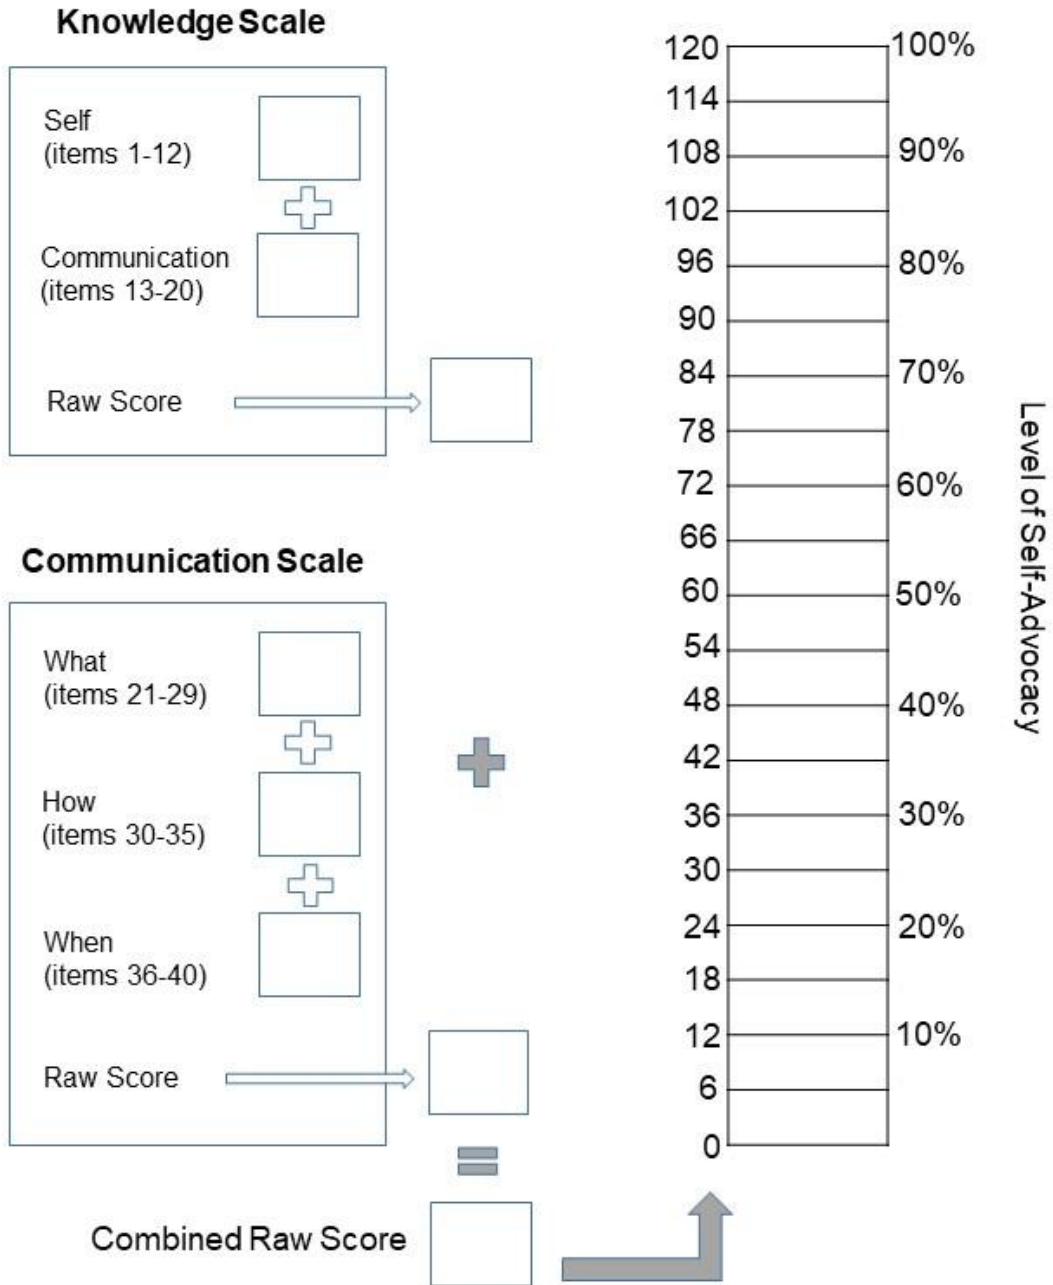 Knowledge Scale
Self
(items 1-12)
Communication
(items 13-20)
Raw Score
Communication Scale
What
(items 21-29)
How
(items 30-35)
When
(items 36-40)
Raw Score
Combined Raw Score
120 100%
114
108 90%
102
96 80%
90
84 70%
78
72 60%
66
60 50%
54
48 40%
42
36 30%
30
24 20%
18
12 10%
6
0
Level of Self-Advocacy